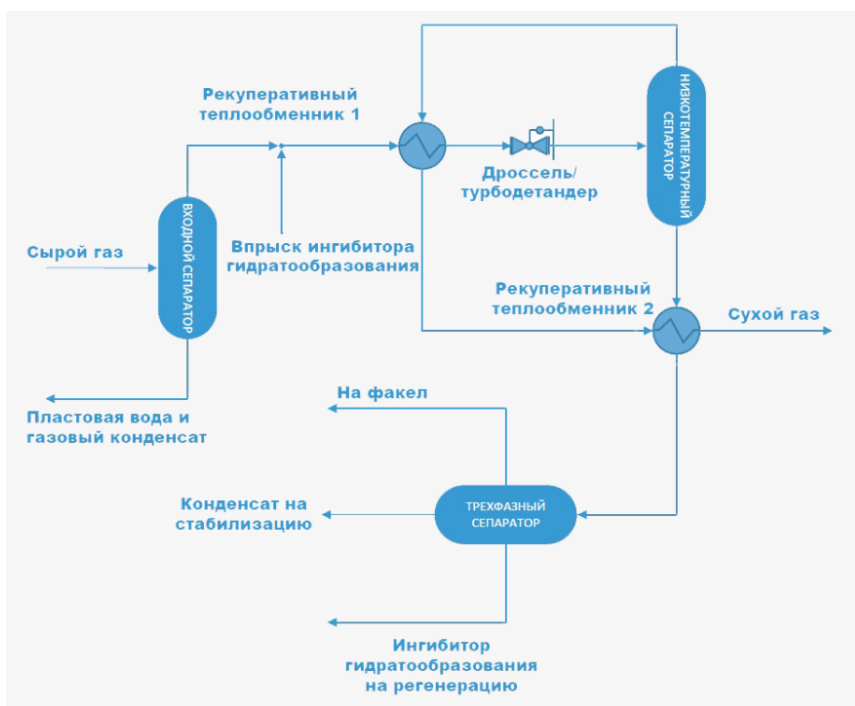 Рекуперативный
теплообменник 1
НИЗКОТЕМПЕРАТУРНЫЙ
СЕПАРАТОР
Дроссель/
турбодетандер
ВХОДНОЙ СЕПАРАТОР
Сырой газ
Впрыск ингибитора
гидратообразования
Рекуперативный
теплообменник 2
Сухой газ
Пластовая вода и
газовый конденсат
На факел
Конденсат на
стабилизацию
ТРЕХФАЗНЫЙ
СЕПАРАТОР
Ингибитор
гидратообразования
на регенерацию